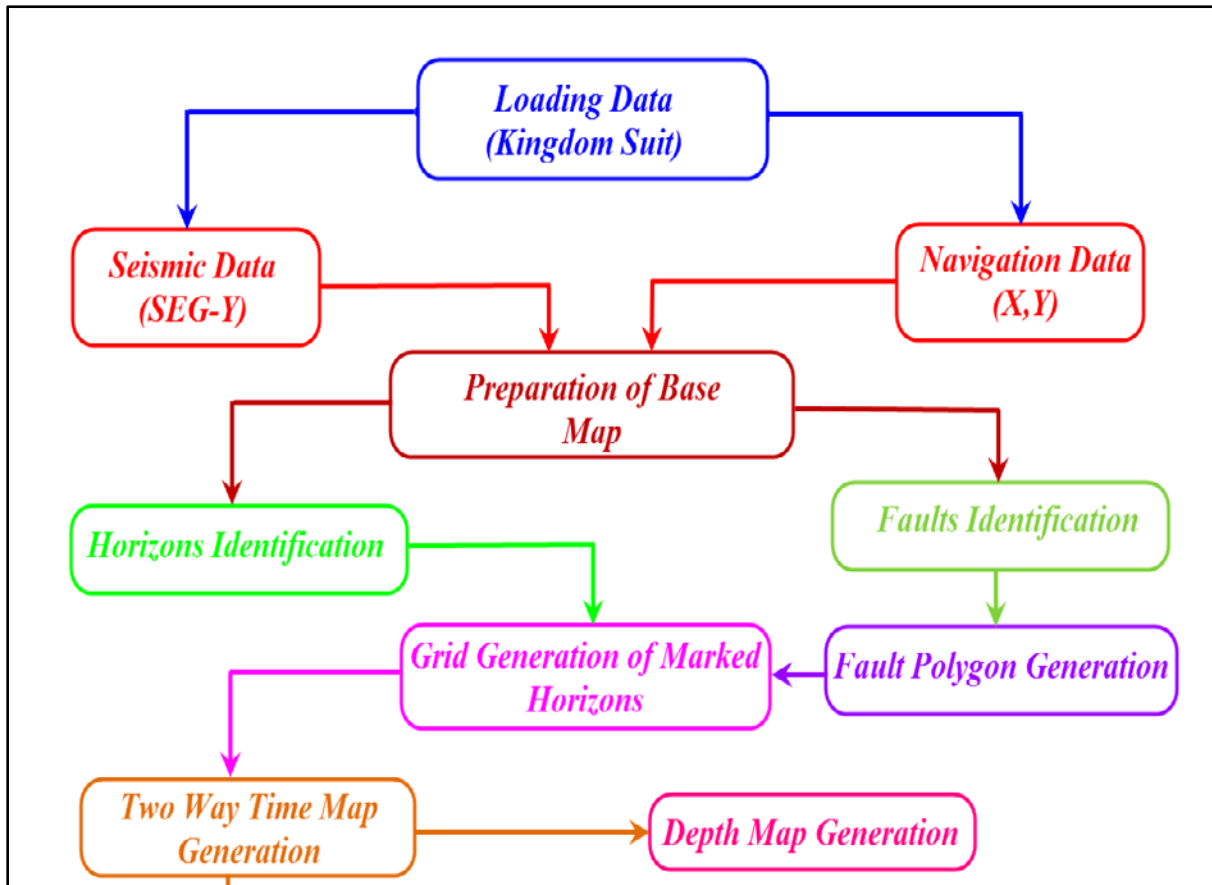 Loading Data
(Kingdom Suit)
Seismic Data
(SEG-Y)
Navigation Data
(X,Y)
Preparation of Base
Map
Horizons Identification
Faults Identification
Grid Generation of Marked
Horizons
Fault Polygon Generation
Two Way Time Map
Generation
Depth Map Generation